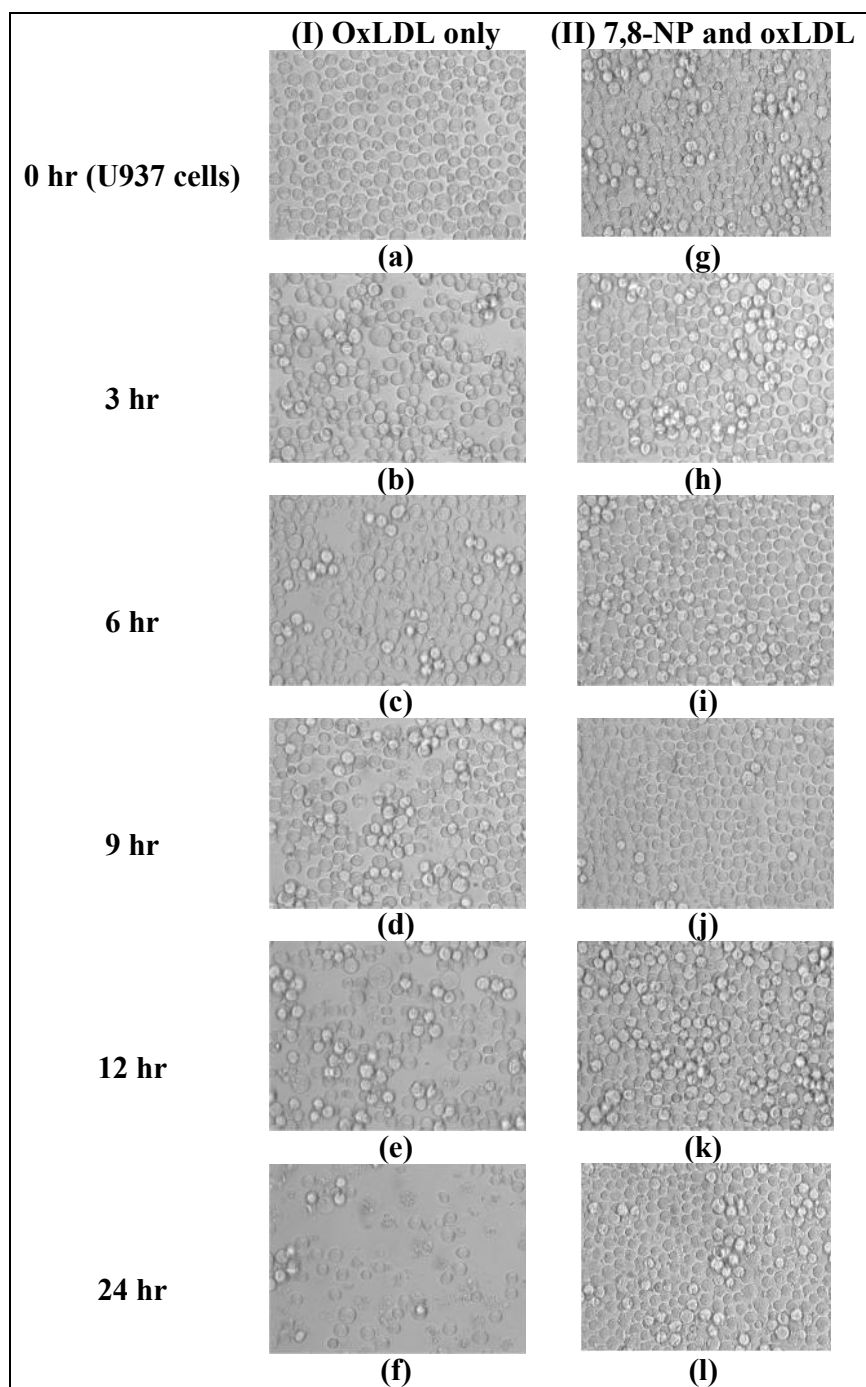 (I) OxLDL only (II) 7,8-NP and oxLDL
0 hr (U937 cells)
(a) (g)
3 hr
(b) (h)
6 hr
(c) (i)
9 hr
(d) (j)
12 hr
(e) (k)
24 hr
(f) (l)